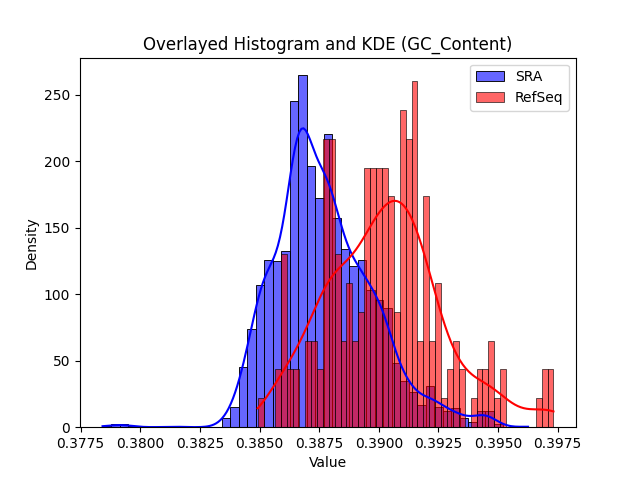 Overlayed Histogram and KDE (GC_Content)
SRA
RefSeq
250
200
150
100
50
0
Density
0.3775 0.3800 0.3825 0.3850 0.3875 0.3900 0.3925 0.3950 0.3975
Value